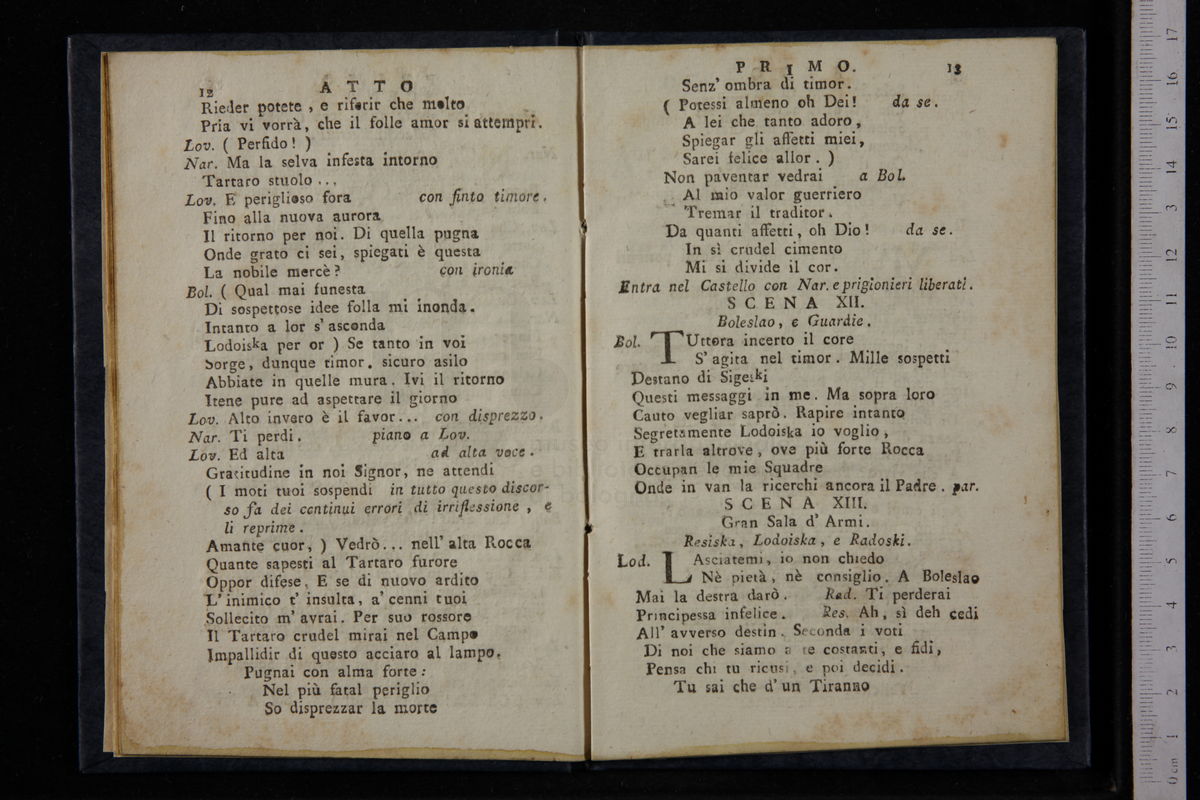 12 ATTO
Rieder potete , e riferir che molto
Pria vi vorrà, che il folle amor si attempri.
Lov. ( Perfido! )
Nar. Ma la selva infesta intorno
Tartaro stuolo ...
Lov. E periglioso fora con finto timore.
Fino alla nuova aurora
Il ritorno per noi. Di quella pugna
Onde grato ci sei, spiegati è questa
La nobile mercè? con ironia
Bol. ( Qual mai funesta
Di sospettose idee folla mi inonda.
Intanto a lor s' asconda
Lodoiska per or ) Se tanto in voi
Sorge, dunque timor. sicuro asilo
Abbiate in quelle mura. Ivi il ritorno
Itene pure ad aspettare il giorno
Lov. Alto invero è il favor... con disprezzo.
Nar. Ti perdi. piano a Lov.
Lov. Ed alta ad alta voce.
Gratitudine in noi Signor, ne attendi
( I moti tuoi sospendi in tutto questo discor-
so fa dei continui errori di irriflessione , e
li reprime.
Amante cuor, ) Vedrò... nell' alta Rocca
Quante sapesti al Tartaro furore
Oppor difese. E se di nuovo ardito
L' inimico t' insulta, a' cenni tuoi
Sollecito m' avrai. Per suo rossore
Il Tartaro crudel mirai nel Campo
Impallidir di questo acciaro al lampo.
Pugnai con alma forte:
Nel più fatal periglio
So disprezzar la morte
PRIMO. 13
Senz' ombra di timor.
( Potessi almeno oh Dei! da se.
A lei che tanto adoro,
Spiegar gli affetti miei,
Sarei felice allor. )
Non paventar vedrai a Bol.
Al mio valor guerriero
Tremar il traditor.
Da quanti affetti, oh Dio! da se.
In sì crudel cimento
Mi si divide il cor.
Entra nel Castello con Nar. e prigionieri liberati.
SCENA XII.
Boleslao, e Guardie.
Bol. TUttora incerto il core
S' agita nel timor. Mille sospetti
Destano di Sigeski
Questi messaggi in me. Ma sopra loro
Cauto vegliar saprò. Rapire intanto
Segretamente Lodoiska io voglio,
E trarla altrove, ove più forte Rocca
Occupan le mie Squadre
Onde in van la ricerchi ancora il Padre. par.
SCENA XIII.
Gran Sala d' Armi.
Resiska, Lodoiska, e Radoski.
Lod. LAsciatemi, io non chiedo
Nè pietà, nè consiglio. A Boleslao
Mai la destra darò. Rad. Ti perderai
Principessa infelice. Res. Ah, sì deh cedi
All' avverso destin. Seconda i voti
Di noi che siamo a te costanti, e fidi,
Pensa chi tu ricusi, e poi decidi.
Tu sai che d' un Tiranno